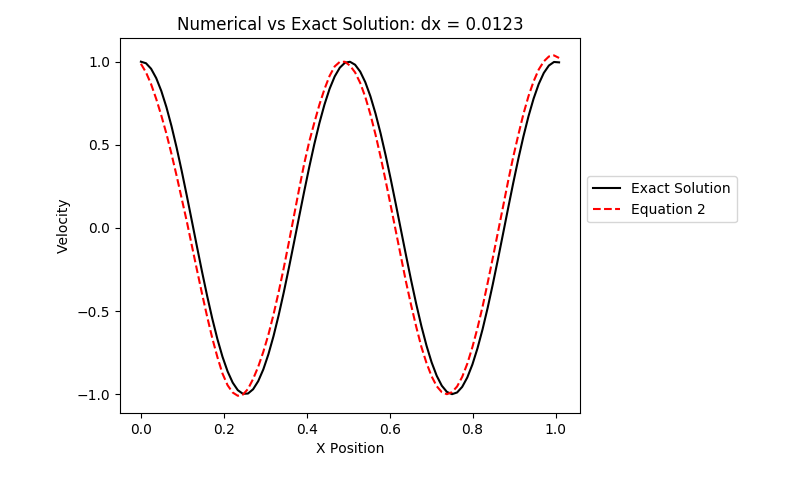 Numerical vs Exact Solution: dx = 0.0123
1.0
0.5
0.0
−0.5
−1.0
Velocity
0.0 0.2 0.4 0.6 0.8 1.0
X Position
Exact Solution
Equation 2